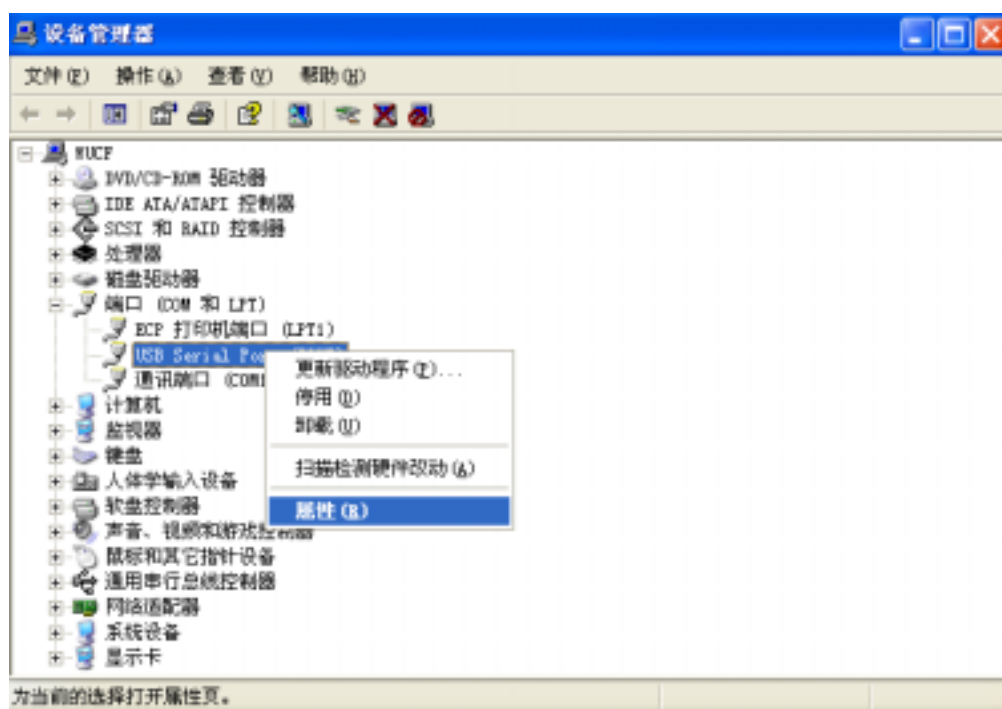 设备管理器
文件(F) 操作(A) 查看(V) 帮助(H)
WUCF
DVD/CD-ROM 驱动器
IDE ATA/ATAPI 控制器
SCSI 和 RAID 控制器
处理器
磁盘驱动器
端口 (COM 和 LPT)
ECP 打印机端口 (LPT1)
USB Serial
通讯端口
更新驱动程序(P)...
停用(D)
卸载(U)
扫描检测硬件改动(A)
属性(R)
计算机
监视器
键盘
人体学输入设备
软盘控制器
声音、视频和游戏控制器
鼠标和其它指针设备
通用串行总线控制器
网络适配器
系统设备
显示卡
为当前的选择打开属性页。